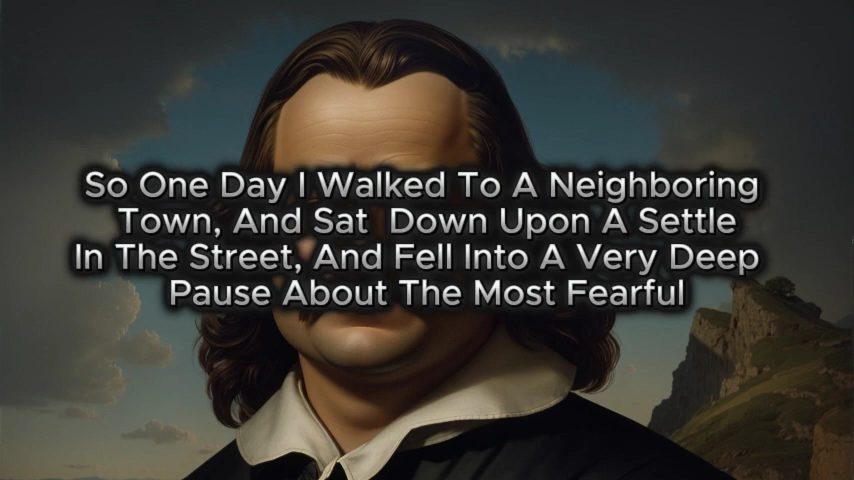 So One Day I Walked To A Neighboring
Town, And Sat Down Upon A Settle
In The Street, And Fell Into A Very Deep
Pause About The Most Fearful